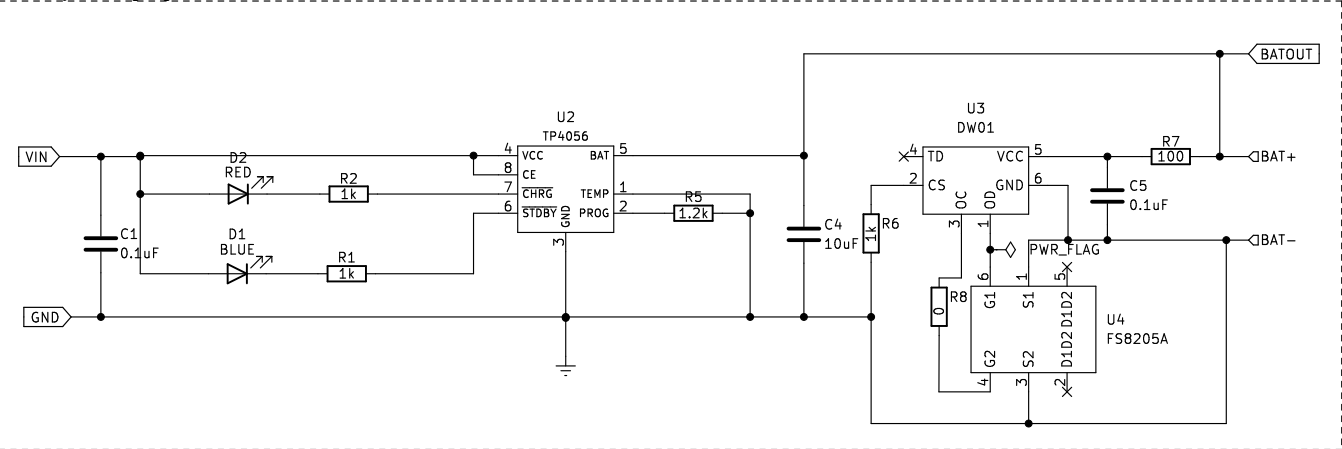 BATOUT
U3
DW01
U2
TP4056
VIN
D2
RED
4
VCC
BAT
5
8
CE
R2
1k
7
CHRG
TEMP
1
6
STDBY
GND
PROG
2
3
R5
1.2k
D1
BLUE
R1
1k
C1
0.1uF
GND
C4
10uF
R6
1k
4
TD
VCC
5
2
CS
GND
6
OC
OD
3
1
R7
100
BAT+
C5
0.1uF
BAT-
PWR_FLAG
R8
0
6
1
5
G1
S1
D1D2
U4
FS8205A
G2
S2
D1D2
4
3
2